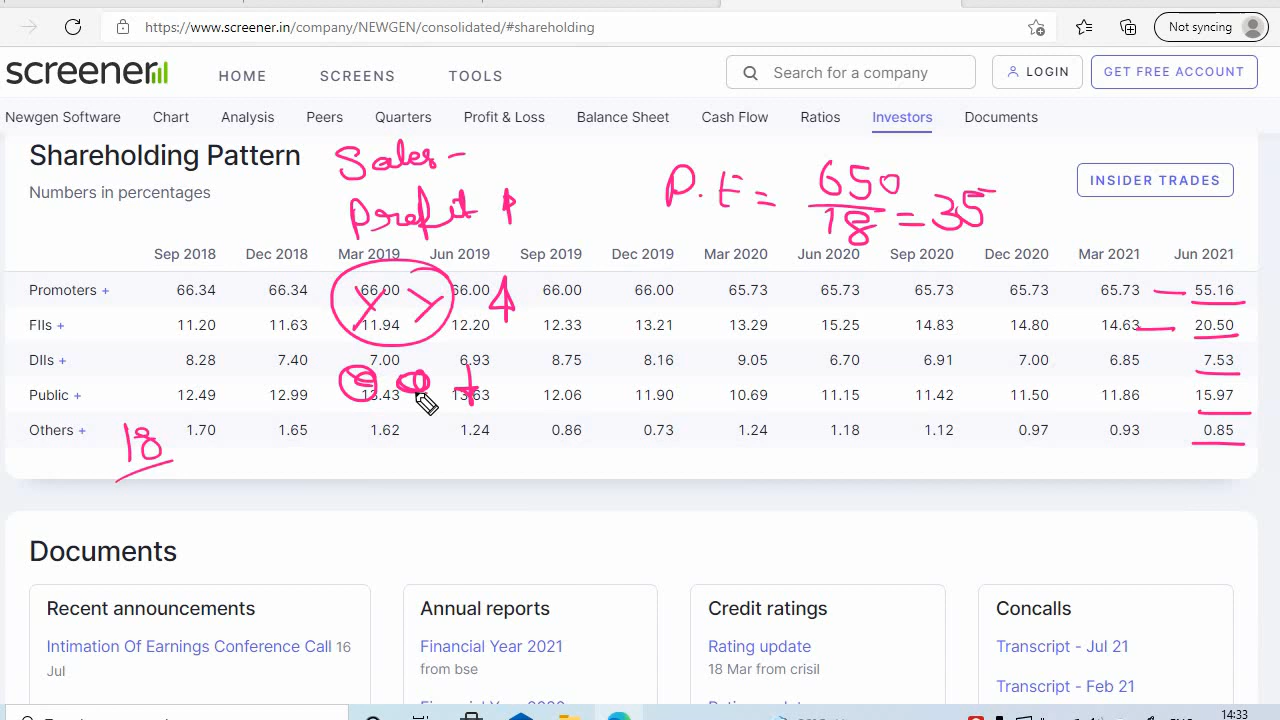 https://www.screener.in/company/NEWGEN/consolidated/#shareholding Not syncing
screener HOME SCREENS TOOLS Search for a company LOGIN GET FREE ACCOUNT
Newgen Software Chart Analysis Peers Quarters Profit & Loss Balance Sheet Cash Flow Ratios Investors Documents
Shareholding Pattern
Numbers in percentages
INSIDER TRADES
Sales -
Profit
P.E = 650 / 18 = 35
Sep 2018 Dec 2018 Mar 2019 Jun 2019 Sep 2019 Dec 2019 Mar 2020 Jun 2020 Sep 2020 Dec 2020 Mar 2021 Jun 2021
Promoters + 66.34 66.34 66.00 66.00 66.00 66.00 65.73 65.73 65.73 65.73 65.73 55.16
Y Y
FIIs + 11.20 11.63 11.94 12.20 12.33 13.21 13.29 15.25 14.83 14.80 14.63 20.50
DIIs + 8.28 7.40 7.00 6.93 8.75 8.16 9.05 6.70 6.91 7.00 6.85 7.53
Public + 12.49 12.99 13.43 13.63 12.06 11.90 10.69 11.15 11.42 11.50 11.86 15.97
Others + 1.70 1.65 1.62 1.24 0.86 0.73 1.24 1.18 1.12 0.97 0.93 0.85
18
Documents
Recent announcements
Intimation Of Earnings Conference Call 16
Jul
Annual reports
Financial Year 2021
from bse
Credit ratings
Rating update
18 Mar from crisil
Concalls
Transcript - Jul 21
Transcript - Feb 21
14:33